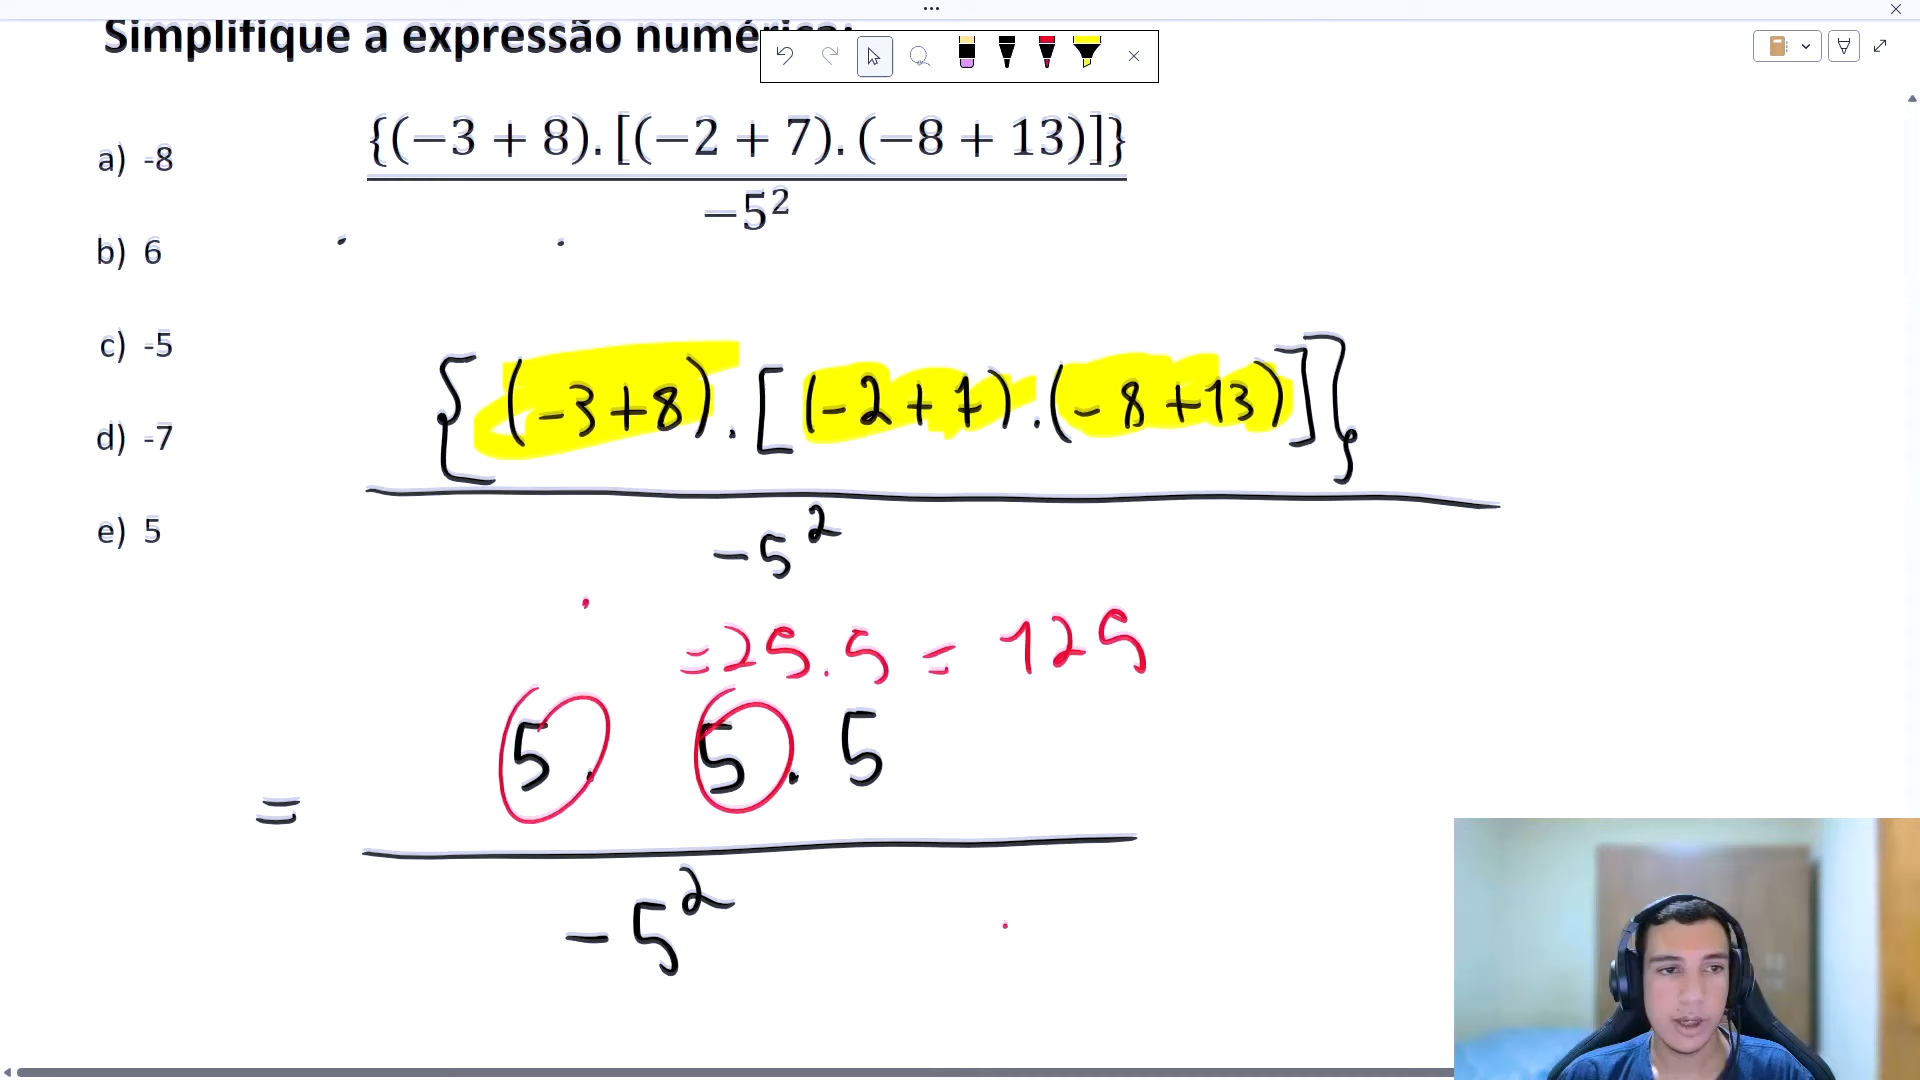 Simplifique a expressão numérica:
{(−3 + 8). [(−2 + 7). (−8 + 13)]}
−5²
a) -8
b) 6
c) -5
d) -7
e) 5
{(-3+8).[(-2+7).(-8+13)]}
-5²
=25.5 = 125
= 5. 5. 5
-5²